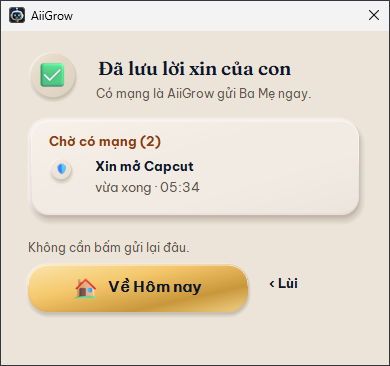 AiiGrow
Đã lưu lời xin của con
Có mạng là AiiGrow gửi Ba Mẹ ngay.
Chờ có mạng (2)
Xin mở Capcut
vừa xong · 05:34
Không cần bấm gửi lại đâu.
Về Hôm nay
‹ Lùi